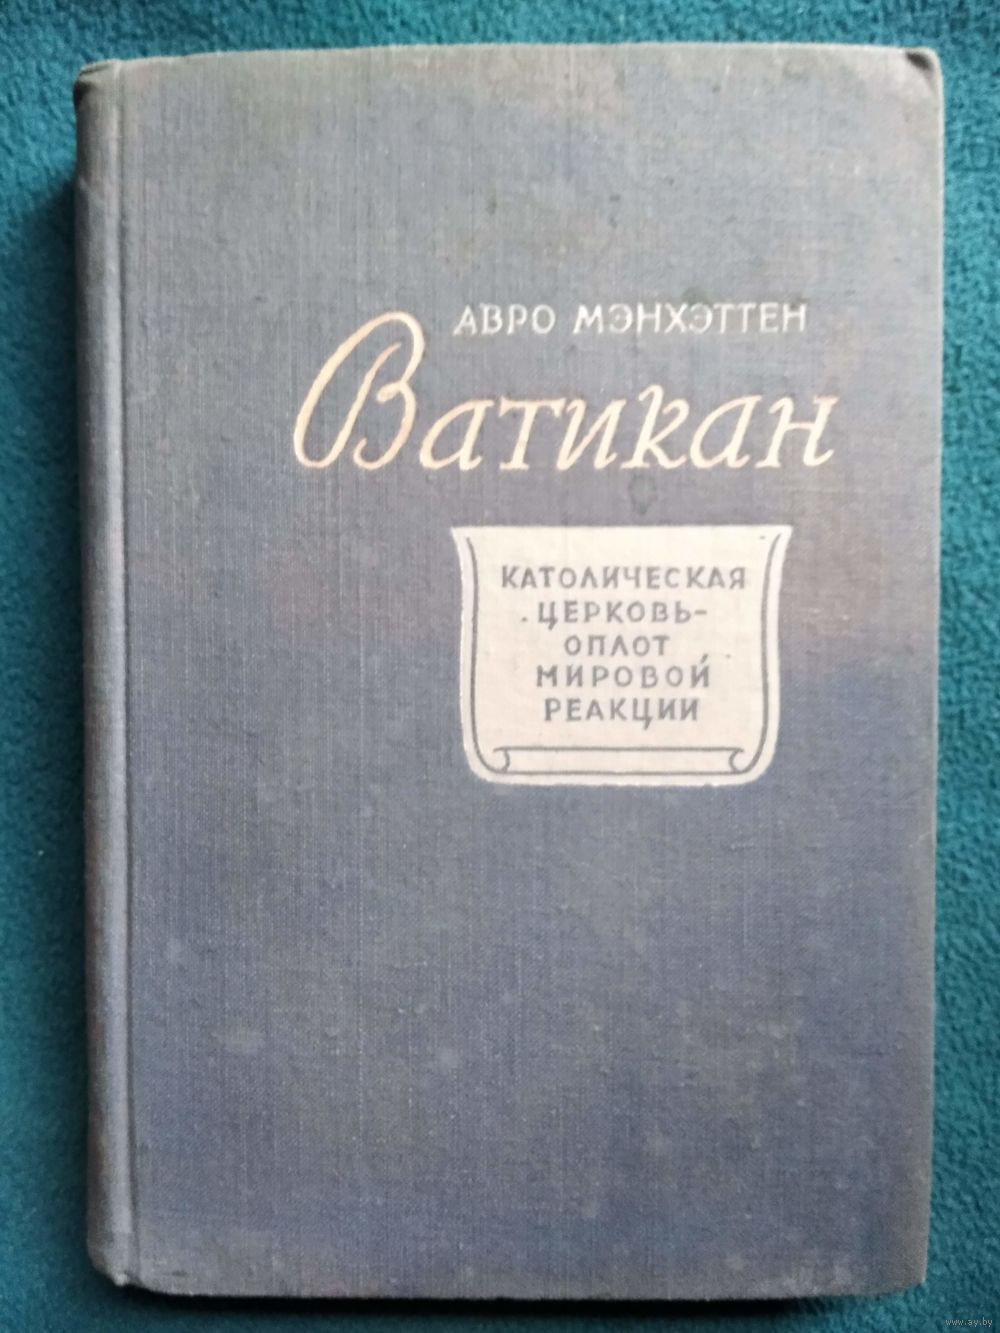 АВРО МЭНХЭТТЕН
Ватикан
КАТОЛИЧЕСКАЯ
ЦЕРКОВЬ-
ОПЛОТ
МИРОВОЙ
РЕАКЦИИ
www.ay.by